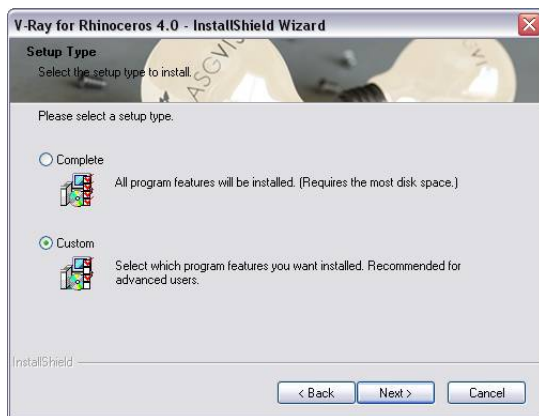 V-Ray for Rhinoceros 4.0 - InstallShield Wizard
Setup Type
Select the setup type to install.
ASGVIS
Please select a setup type.
Complete
All program features will be installed. (Requires the most disk space.)
Custom
Select which program features you want installed. Recommended for
advanced users.
InstallShield
< Back
Next >
Cancel